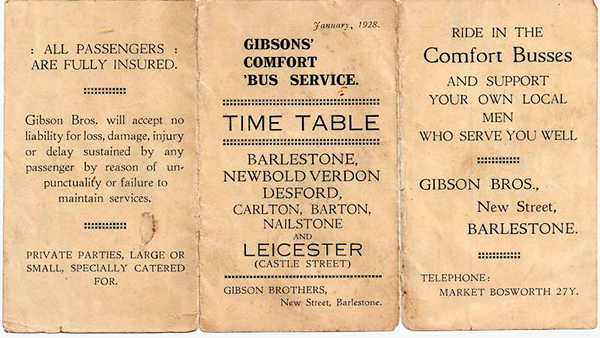 : ALL PASSENGERS :
ARE FULLY INSURED.
Gibson Bros. will accept no
liability for loss, damage, injury
or delay sustained by any
passenger by reason of un-
punctualify or failure to
maintain services.
PRIVATE PARTIES, LARGE OR
SMALL, SPECIALLY CATERED
FOR.
January, 1928.
GIBSONS'
COMFORT
'BUS SERVICE.
TIME TABLE
BARLESTONE,
NEWBOLD VERDON
DESFORD,
CARLTON, BARTON,
NAILSTONE
AND
LEICESTER
(CASTLE STREET)
GIBSON BROTHERS,
New Street, Barlestone.
RIDE IN THE
Comfort Busses
AND SUPPORT
YOUR OWN LOCAL
MEN
WHO SERVE YOU WELL
GIBSON BROS.,
New Street,
BARLESTONE.
TELEPHONE:
MARKET BOSWORTH 27Y.